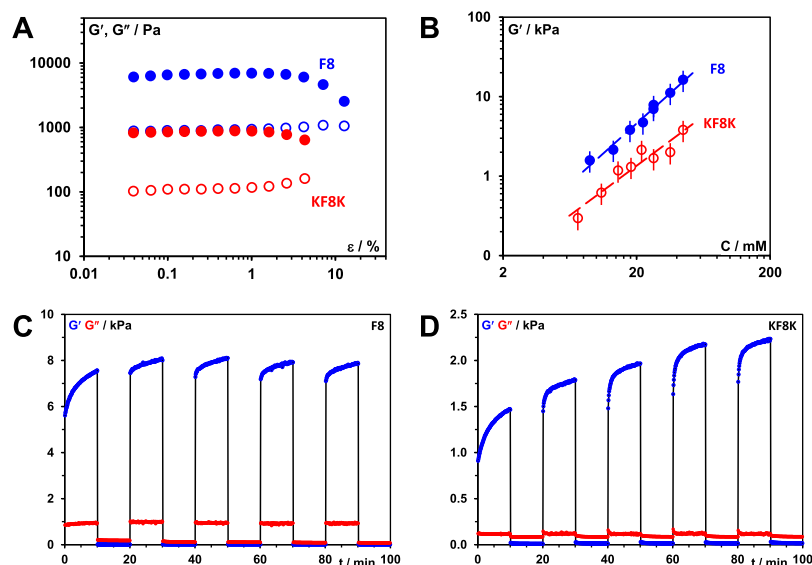 A
G′, G″ / Pa
F8
10000
1000
100
10
KF8K
ε / %
0.01
0.1
1
10
B
G′ / kPa
100
10
1
0
F8
KF8K
C / mM
2
20
200
C
G′ G″ / kPa
F8
10
8
6
4
2
0
0
20
40
60
80
100
t / min
D
G′ G″ / kPa
KF8K
2.5
2.0
1.5
1.0
0.5
0.0
0
20
40
60
80
100
t / min